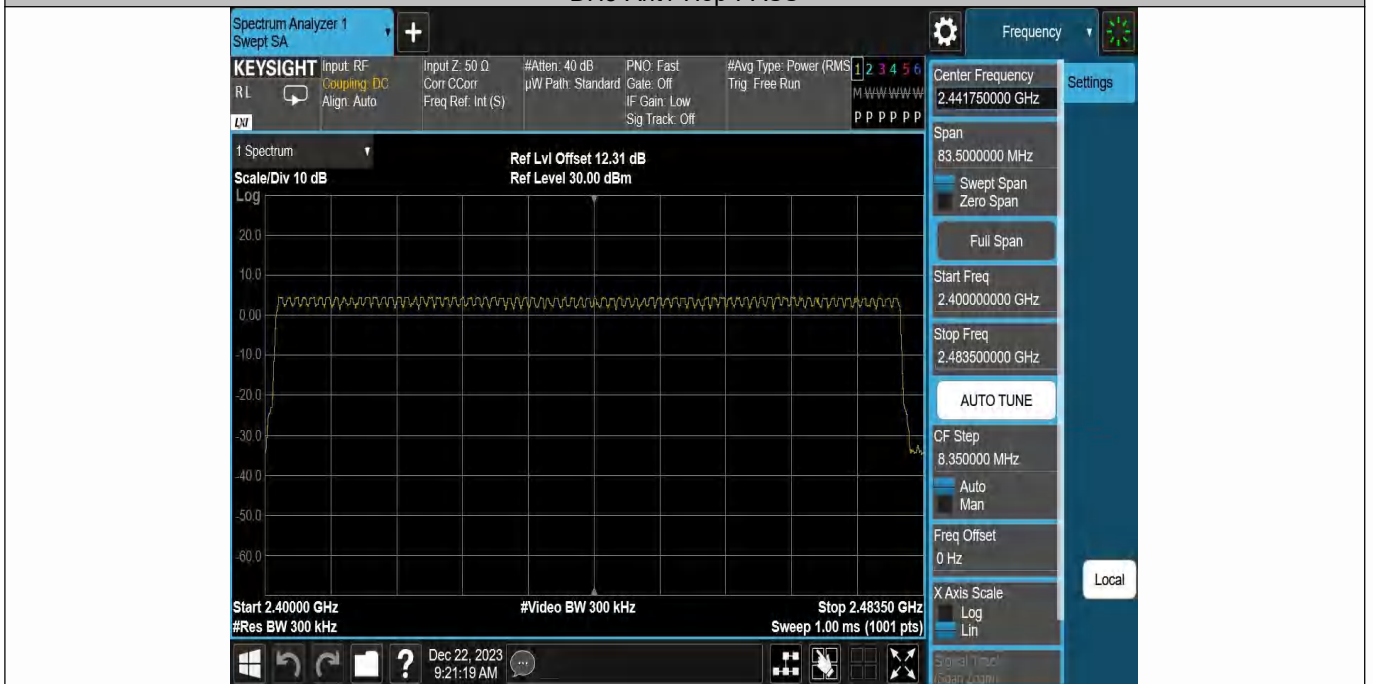 Spectrum Analyzer 1
Swept SA
+
Frequency
KEYSIGHT
RL
LXI
Input: RF
Coupling: DC
Align: Auto
Input Z: 50 Ω
Corr CCorr
Freq Ref: Int (S)
#Atten: 40 dB
µW Path: Standard
PNO: Fast
Gate: Off
IF Gain: Low
Sig Track: Off
#Avg Type: Power (RMS
Trig: Free Run
1 2 3 4 5 6
M W W W W W
P P P P P P
1 Spectrum
Scale/Div 10 dB
Log
Ref Lvl Offset 12.31 dB
Ref Level 30.00 dBm
20.0
10.0
0.00
-10.0
-20.0
-30.0
-40.0
-50.0
-60.0
Start 2.40000 GHz
#Res BW 300 kHz
#Video BW 300 kHz
Stop 2.48350 GHz
Sweep 1.00 ms (1001 pts)
?
Dec 22, 2023
9:21:19 AM
Center Frequency
2.441750000 GHz
Settings
Span
83.5000000 MHz
Swept Span
Zero Span
Full Span
Start Freq
2.400000000 GHz
Stop Freq
2.483500000 GHz
AUTO TUNE
CF Step
8.350000 MHz
Auto
Man
Freq Offset
0 Hz
X Axis Scale
Log
Lin
Local
Signal Track
(Span Zoom)